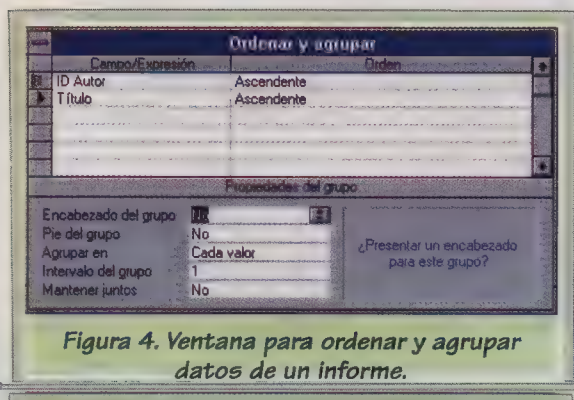 Ordenar y agrupar
Campo/Expresión Orden
ID Autor Ascendente
Título Ascendente
Propiedades del grupo
Encabezado del grupo
Pie del grupo No
Agrupar en Cada valor
Intervalo del grupo 1
Mantener juntos No
¿Presentar un encabezado
para este grupo?
Figura 4. Ventana para ordenar y agrupar
datos de un informe.